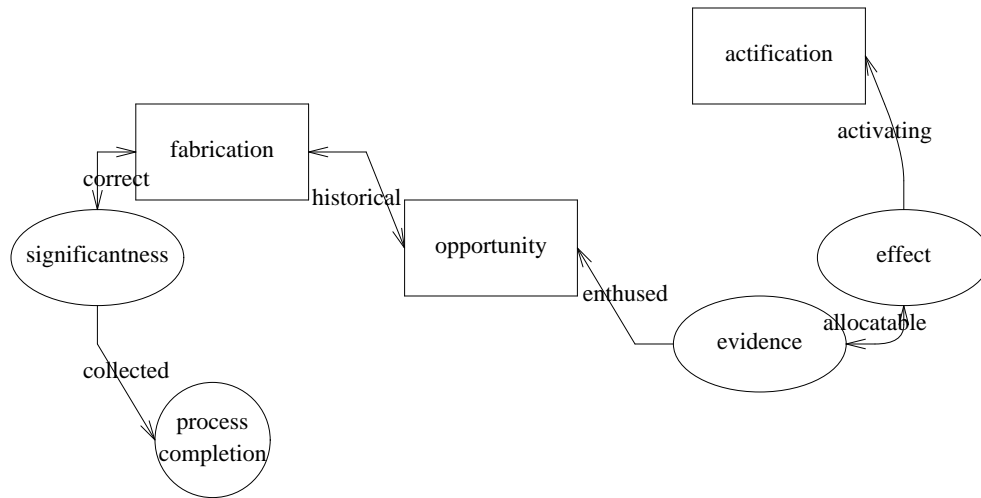 actification
activating
fabrication
correct
historical
significantness
opportunity
effect
enthused
allocatable
evidence
collected
process
completion